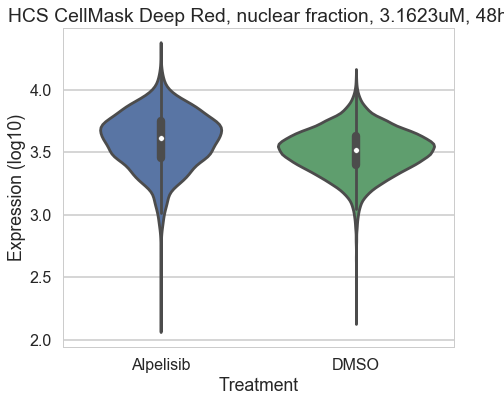 HCS CellMask Deep Red, nuclear fraction, 3.1623uM, 48h
Expression (log10)
4.0
3.5
3.0
2.5
2.0
Alpelisib DMSO
Treatment